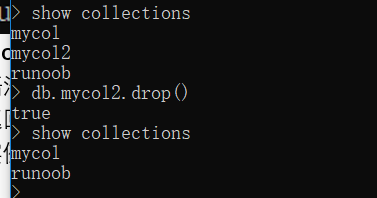 > show collections
mycol
mycol2
runoob
> db.mycol2.drop()
true
> show collections
mycol
runoob
>